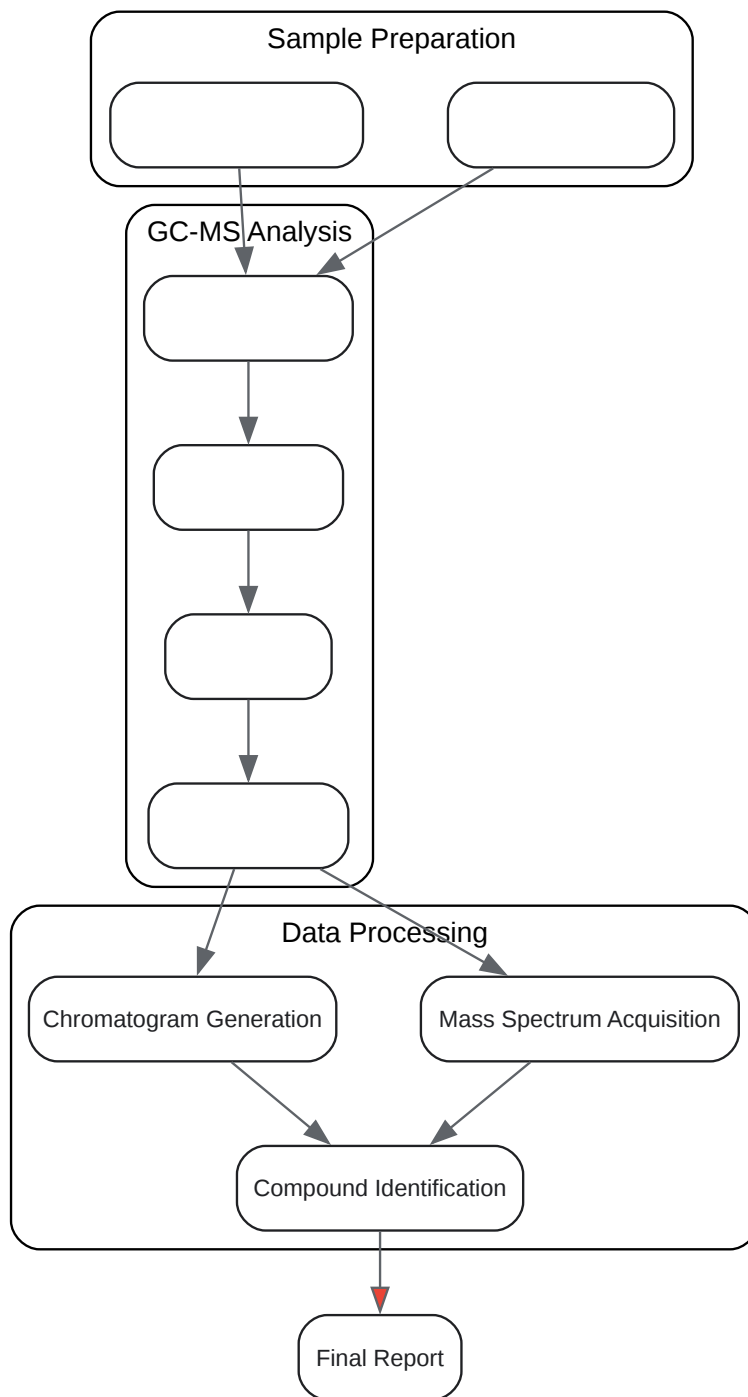 Sample Preparation
GC-MS Analysis
Data Processing
Chromatogram Generation
Mass Spectrum Acquisition
Compound Identification
Final Report